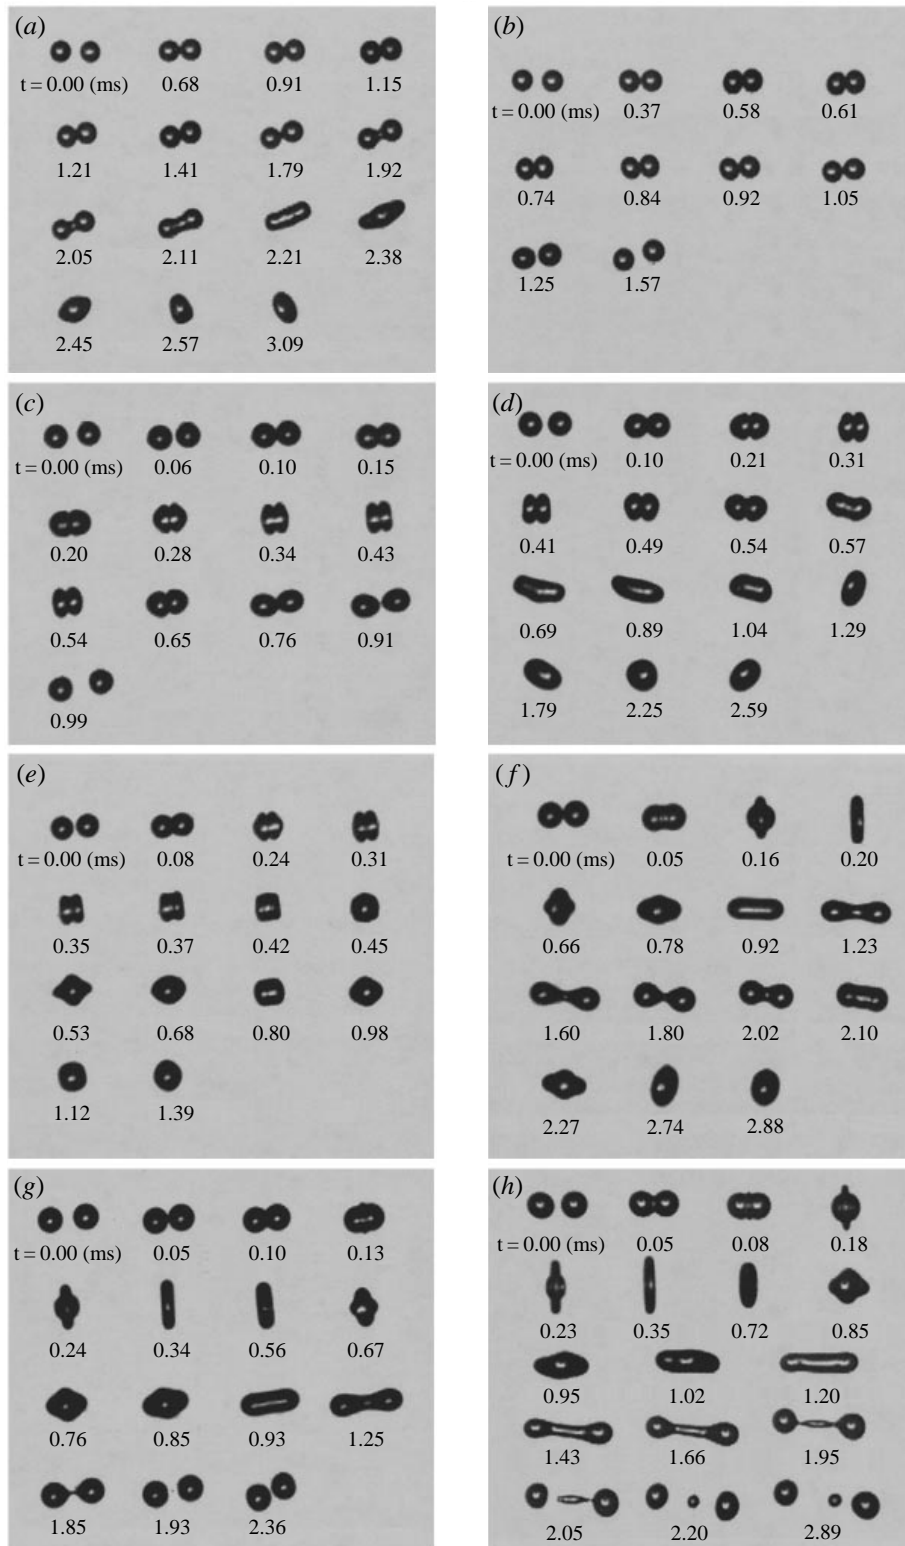 (a)
t = 0.00 (ms) 0.68 0.91 1.15
1.21 1.41 1.79 1.92
2.05 2.11 2.21 2.38
2.45 2.57 3.09
(b)
t = 0.00 (ms) 0.37 0.58 0.61
0.74 0.84 0.92 1.05
1.25 1.57
(c)
t = 0.00 (ms) 0.06 0.10 0.15
0.20 0.28 0.34 0.43
0.54 0.65 0.76 0.91
0.99
(d)
t = 0.00 (ms) 0.10 0.21 0.31
0.41 0.49 0.54 0.57
0.69 0.89 1.04 1.29
1.79 2.25 2.59
(e)
t = 0.00 (ms) 0.08 0.24 0.31
0.35 0.37 0.42 0.45
0.53 0.68 0.80 0.98
1.12 1.39
(f)
t = 0.00 (ms) 0.05 0.16 0.20
0.66 0.78 0.92 1.23
1.60 1.80 2.02 2.10
2.27 2.74 2.88
(g)
t = 0.00 (ms) 0.05 0.10 0.13
0.24 0.34 0.56 0.67
0.76 0.85 0.93 1.25
1.85 1.93 2.36
(h)
t = 0.00 (ms) 0.05 0.08 0.18
0.23 0.35 0.72 0.85
0.95 1.02 1.20
1.43 1.66 1.95
2.05 2.20 2.89